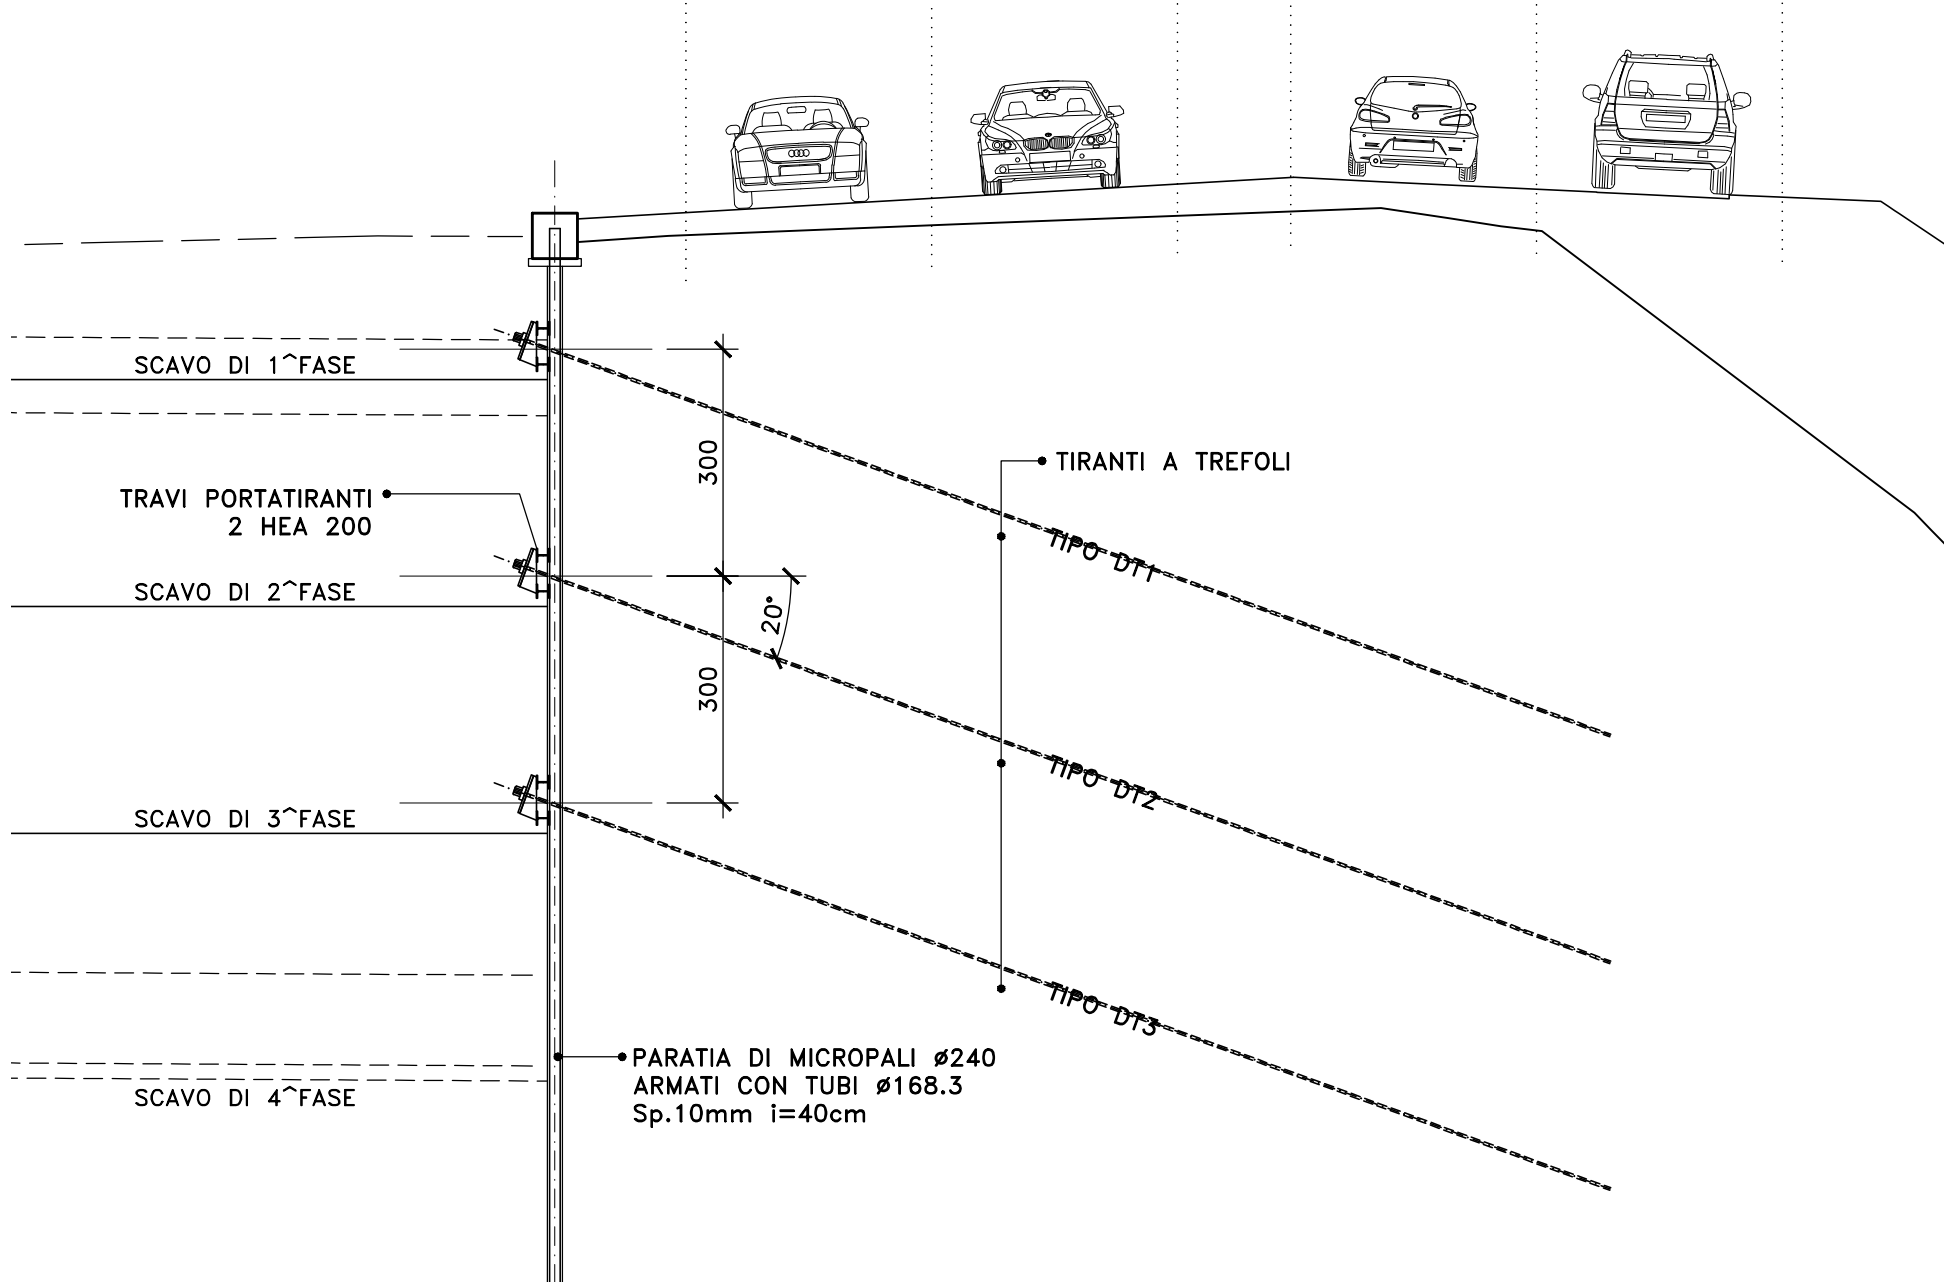 SCAVO DI 1^FASE
300
TIRANTI A TREFOLI
TRAVI PORTATIRANTI
2 HEA 200
TIPO DT1
SCAVO DI 2^FASE
20°
300
TIPO DT2
SCAVO DI 3^FASE
TIPO DT3
PARATIA DI MICROPALI ø240
ARMATI CON TUBI ø168.3
Sp.10mm i=40cm
SCAVO DI 4^FASE